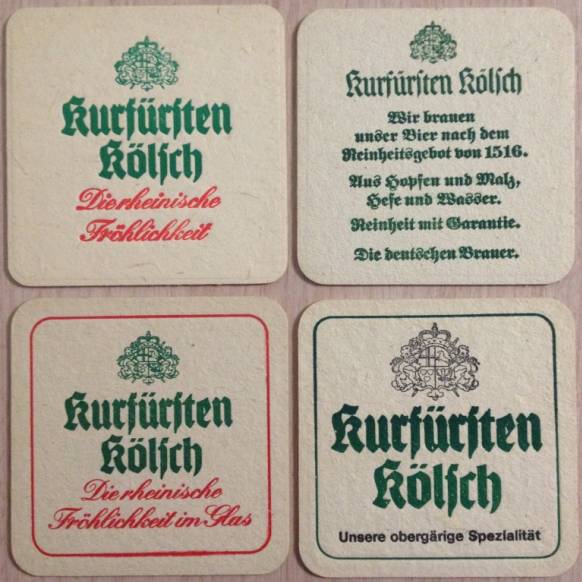 Kurfürsten
Kölsch
Die rheinische
Fröhlichkeit
Kurfürsten Kölsch
Wir brauen
unser Bier nach dem
Reinheitsgebot von 1516.
Aus Hopfen und Malz,
Hefe und Wasser.
Reinheit mit Garantie.
Die deutschen Brauer.
Kurfürsten
Kölsch
Die rheinische
Fröhlichkeit im Glas
Kurfürsten
Kölsch
Unsere obergärige Spezialität